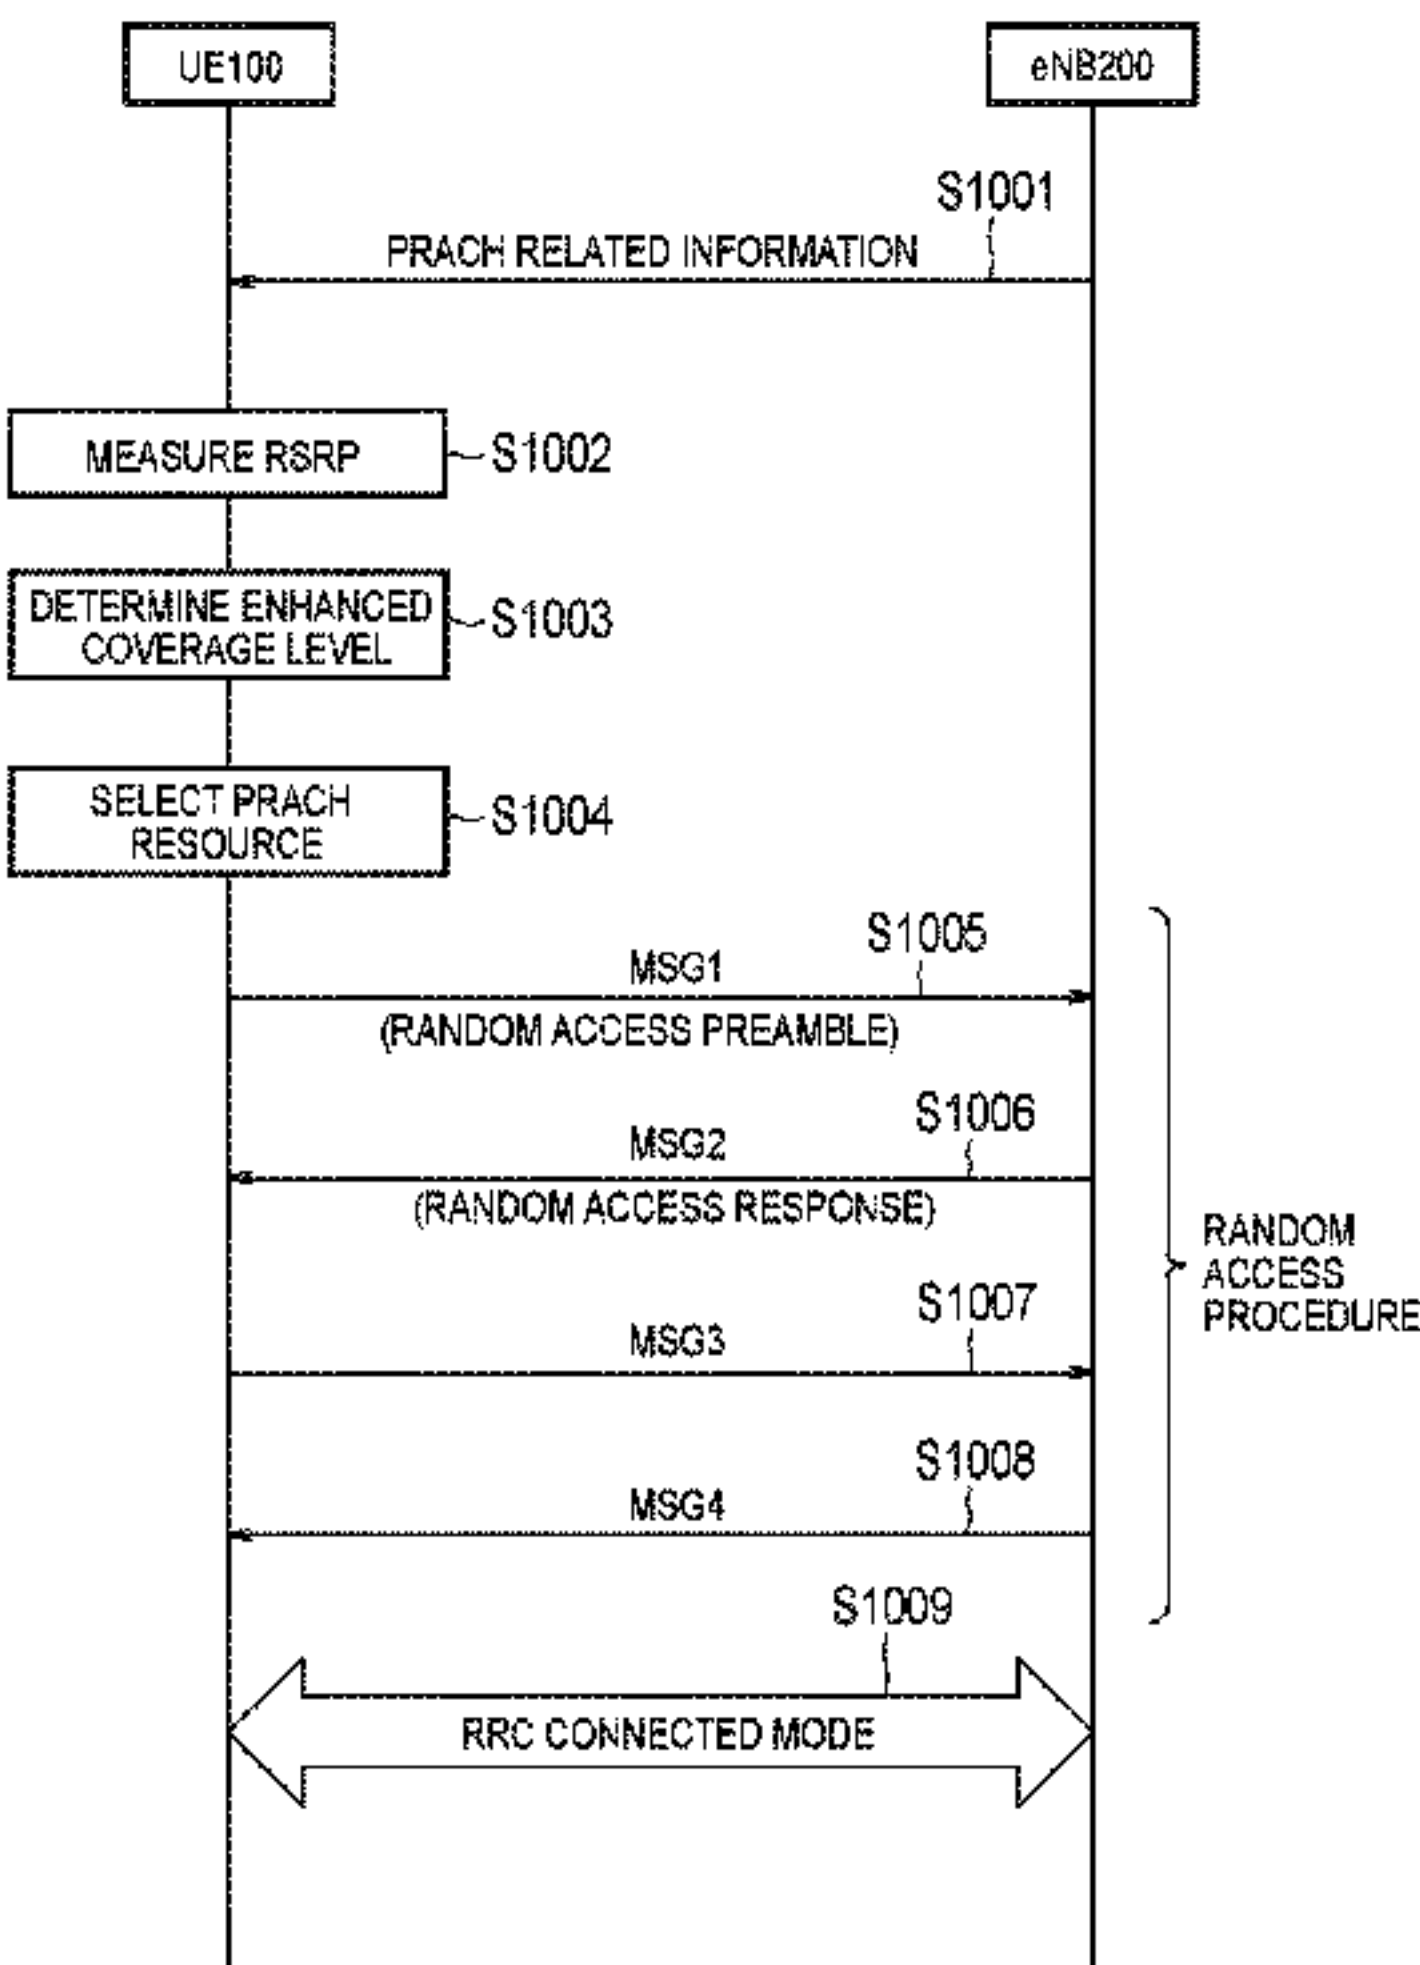 UE100
eNB200
S1001
PRACH RELATED INFORMATION
MEASURE RSRP
S1002
DETERMINE ENHANCED
COVERAGE LEVEL
S1003
SELECT PRACH
RESOURCE
S1004
S1005
MSG1
(RANDOM ACCESS PREAMBLE)
S1006
MSG2
(RANDOM ACCESS RESPONSE)
RANDOM
ACCESS
PROCEDURE
S1007
MSG3
S1008
MSG4
S1009
RRC CONNECTED MODE